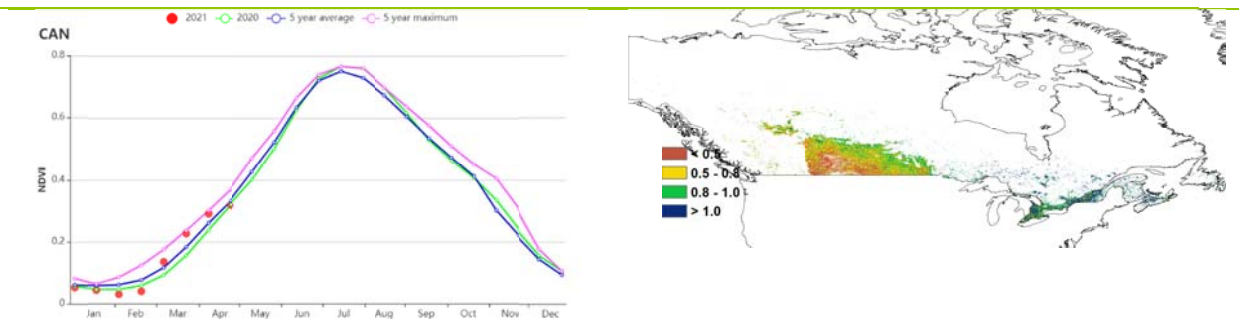 2021 2020 5 year average 5 year maximum
CAN
NDVI
0.8
0.6
0.4
0.2
0
Jan Feb Mar Apr May Jun Jul Aug Sep Oct Nov Dec
< 0.5
0.5 - 0.8
0.8 - 1.0
> 1.0